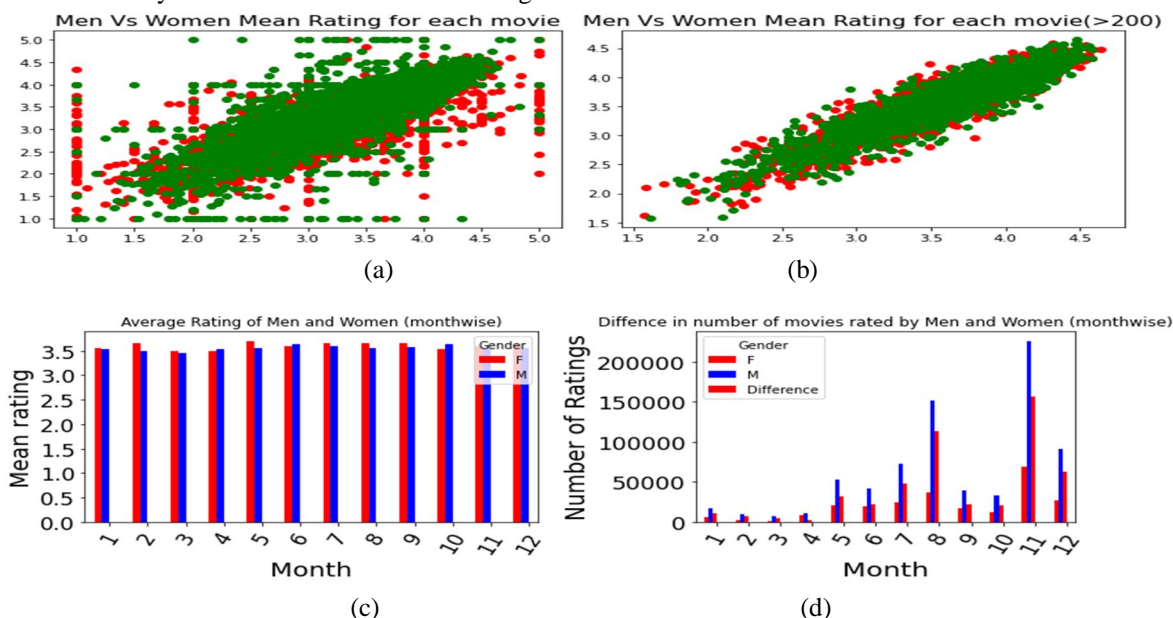 Men Vs Women Mean Rating for each movie
5.0
4.5
4.0
3.5
3.0
2.5
2.0
1.5
1.0
1.0 1.5 2.0 2.5 3.0 3.5 4.0 4.5 5.0
(a)
Men Vs Women Mean Rating for each movie(>200)
4.5
4.0
3.5
3.0
2.5
2.0
1.5
1.5 2.0 2.5 3.0 3.5 4.0 4.5
(b)
Average Rating of Men and Women (monthwise)
Gender
F
M
Mean rating
3.5
3.0
2.5
2.0
1.5
1.0
0.5
0.0
1 2 3 4 5 6 7 8 9 10 11 12
Month
(c)
Diffence in number of movies rated by Men and Women (monthwise)
Gender
F
M
Difference
Number of Ratings
200000
150000
100000
50000
0
1 2 3 4 5 6 7 8 9 10 11 12
Month
(d)